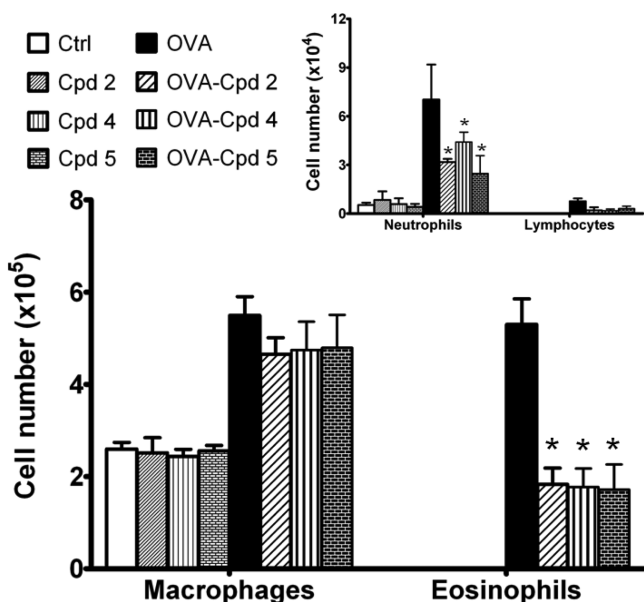 Ctrl
OVA
Cpd 2
OVA-Cpd 2
Cpd 4
OVA-Cpd 4
Cpd 5
OVA-Cpd 5
Cell number (x10⁴)
12
9
6
3
0
*
*
*
Neutrophils
Lymphocytes
Cell number (x10⁵)
8
6
4
2
0
* * *
Macrophages
Eosinophils